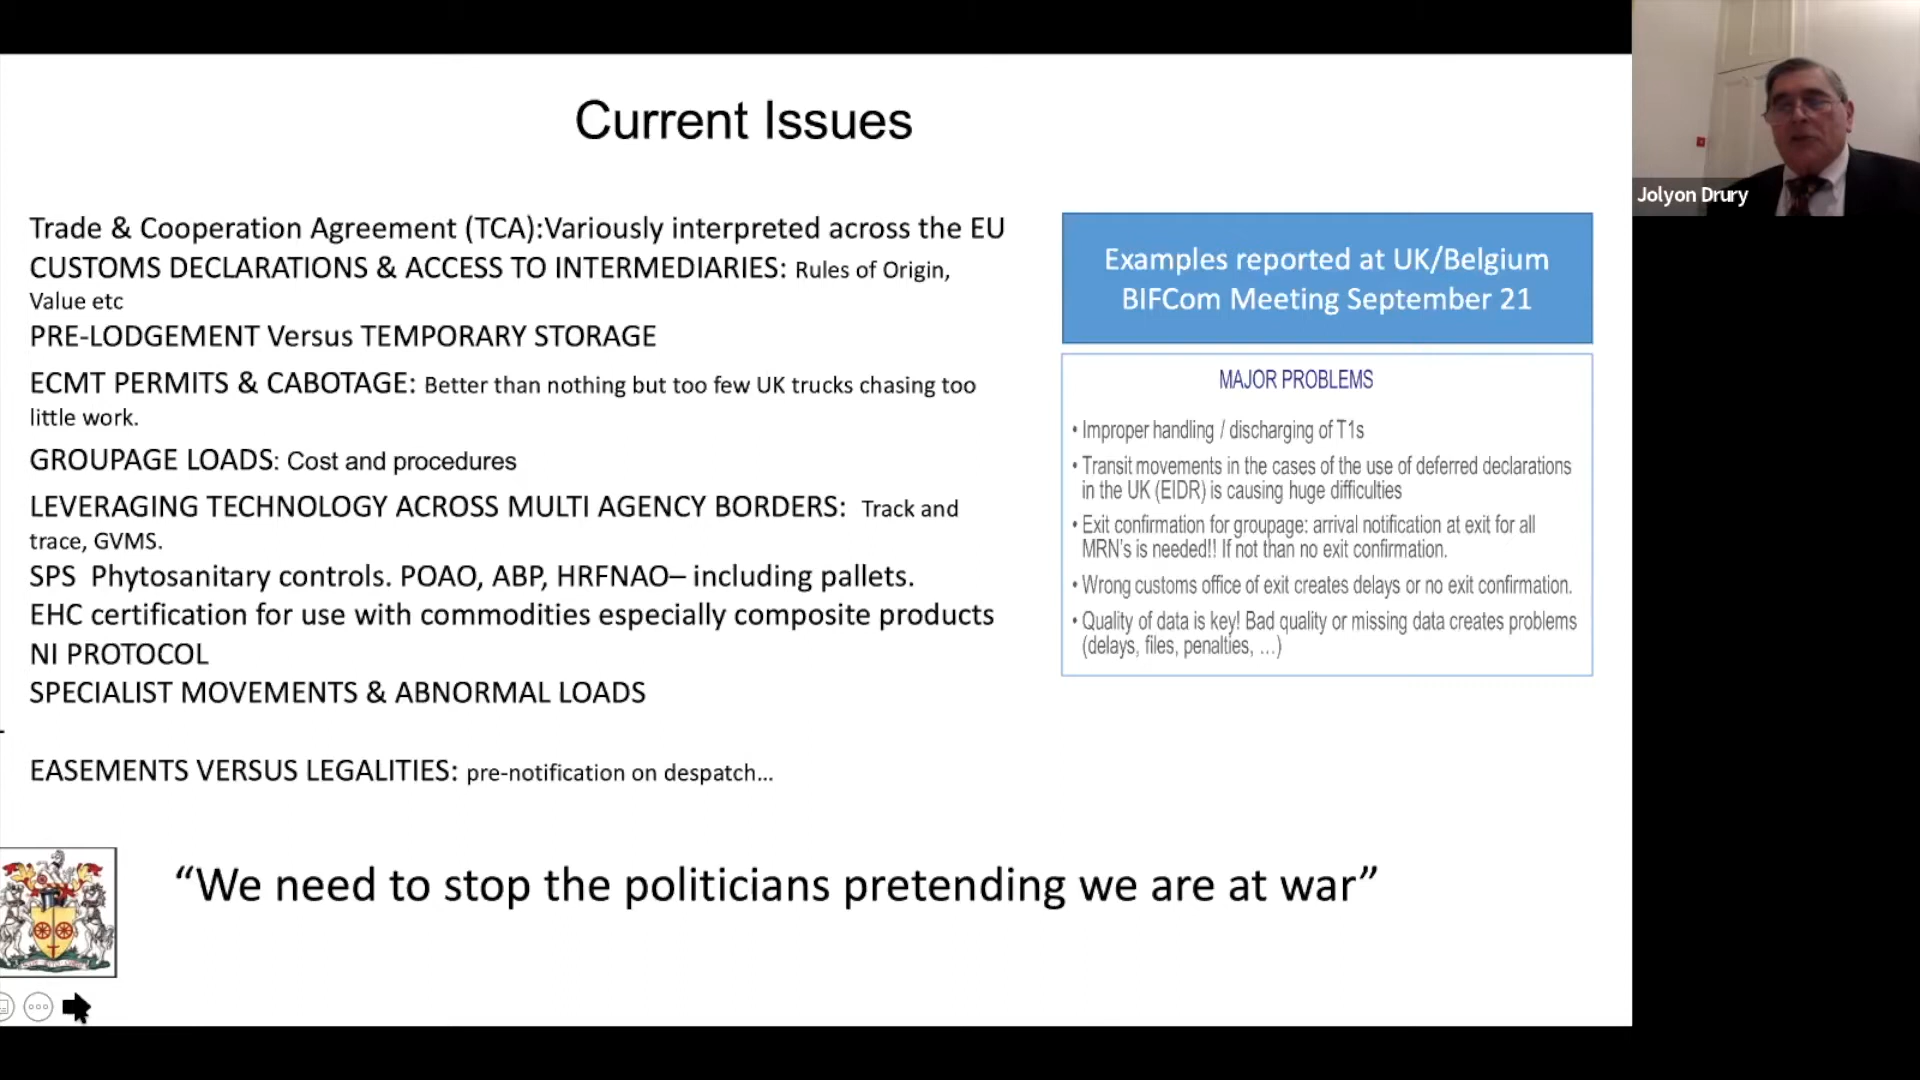 Current Issues
Trade & Cooperation Agreement (TCA):Variously interpreted across the EU
CUSTOMS DECLARATIONS & ACCESS TO INTERMEDIARIES: Rules of Origin,
Value etc
PRE-LODGEMENT Versus TEMPORARY STORAGE
ECMT PERMITS & CABOTAGE: Better than nothing but too few UK trucks chasing too
little work.
GROUPAGE LOADS: Cost and procedures
LEVERAGING TECHNOLOGY ACROSS MULTI AGENCY BORDERS: Track and
trace, GVMS.
SPS Phytosanitary controls. POAO, ABP, HRFNAO– including pallets.
EHC certification for use with commodities especially composite products
NI PROTOCOL
SPECIALIST MOVEMENTS & ABNORMAL LOADS
EASEMENTS VERSUS LEGALITIES: pre-notification on despatch...
Examples reported at UK/Belgium
BIFCom Meeting September 21
MAJOR PROBLEMS
• Improper handling / discharging of T1s
• Transit movements in the cases of the use of deferred declarations
in the UK (EIDR) is causing huge difficulties
• Exit confirmation for groupage: arrival notification at exit for all
MRN's is needed!! If not than no exit confirmation.
• Wrong customs office of exit creates delays or no exit confirmation.
• Quality of data is key! Bad quality or missing data creates problems
(delays, files, penalties, ...)
“We need to stop the politicians pretending we are at war”
Jolyon Drury